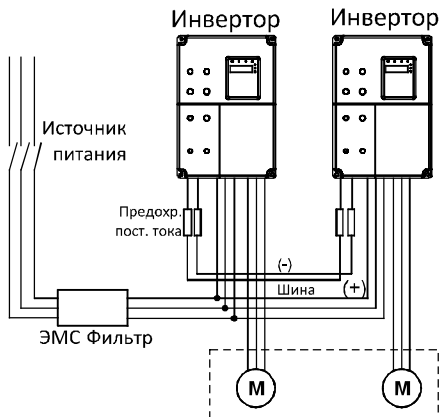 Инвертор
Инвертор
Источник
питания
Предохр.
пост. тока
(-)
Шина
(+)
ЭМС Фильтр
М
М